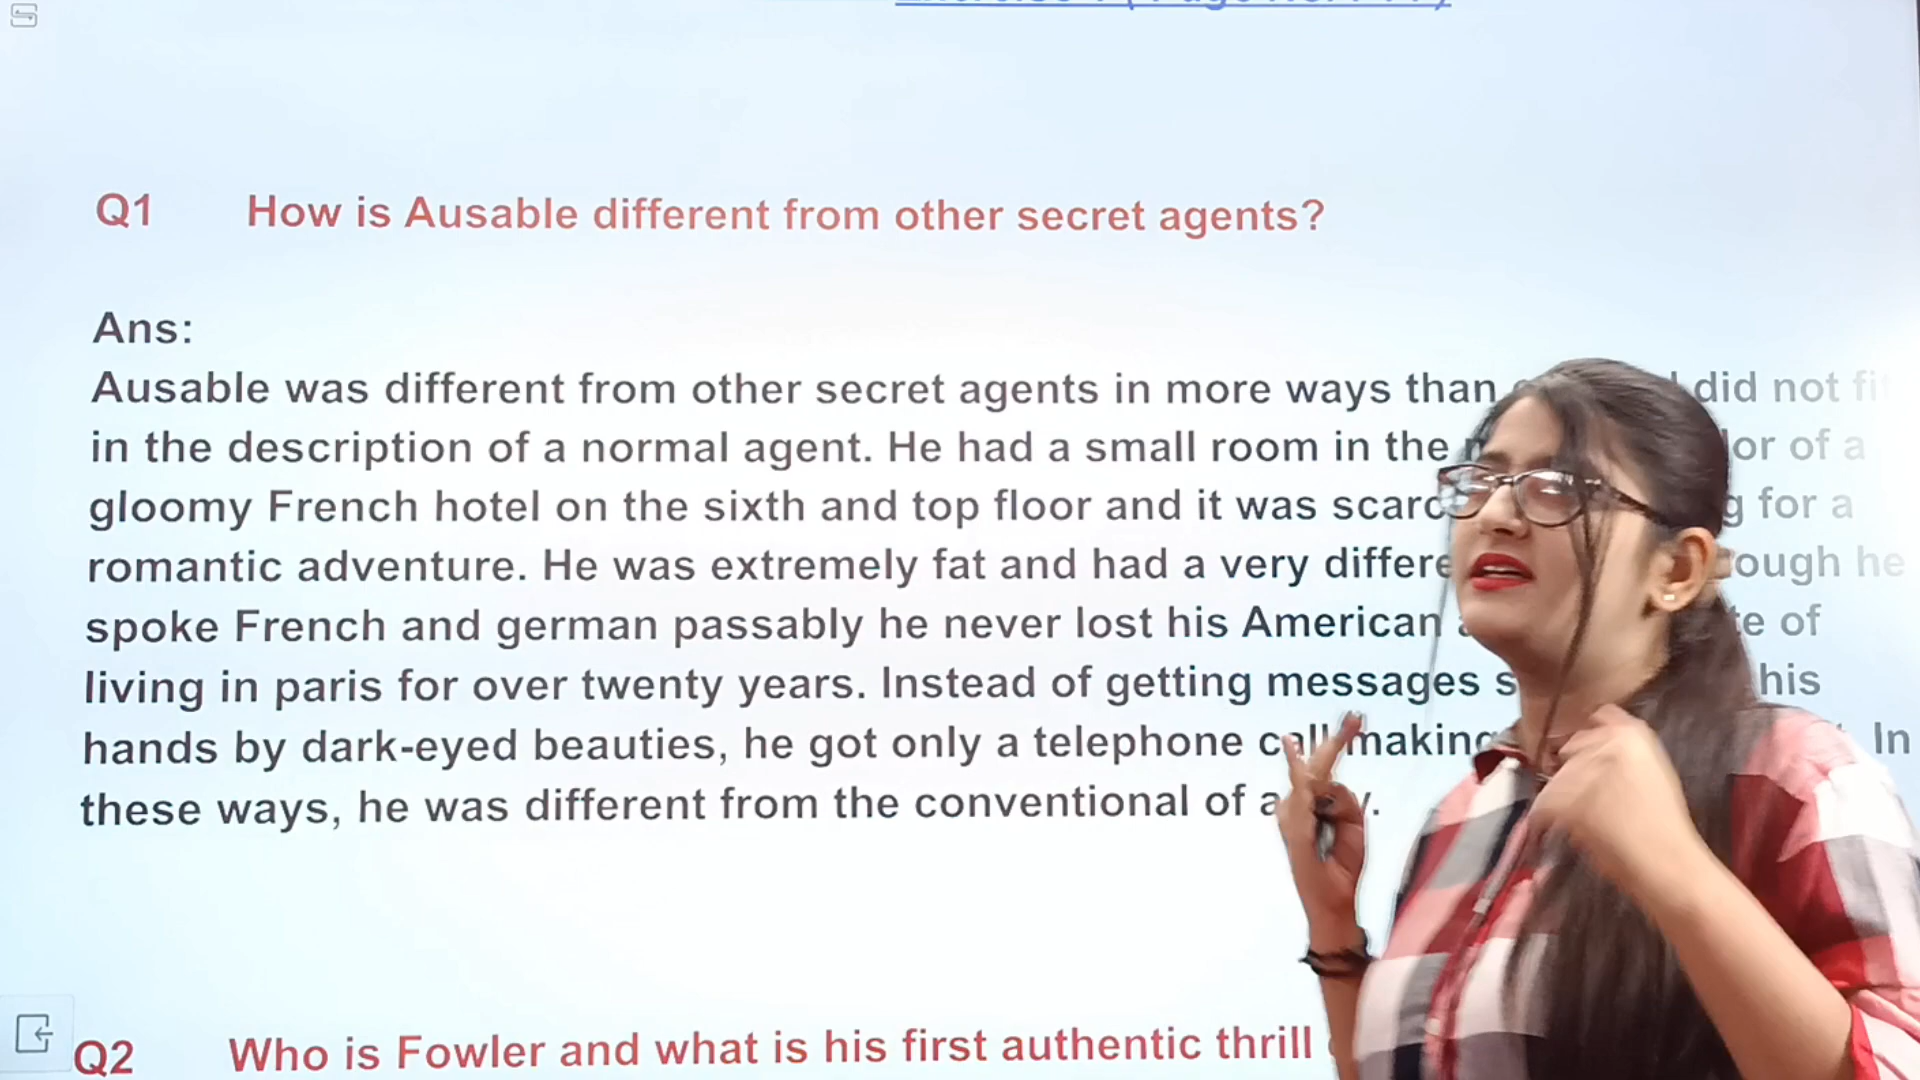 Q1 How is Ausable different from other secret agents?
Ans:
Ausable was different from other secret agents in more ways than did not fi
in the description of a normal agent. He had a small room in the of a
gloomy French hotel on the sixth and top floor and it was for a
romantic adventure. He was extremely fat and had a very he
spoke French and german passably he never lost his American of
living in paris for over twenty years. Instead of getting messages his
hands by dark-eyed beauties, he got only a telephone call making In
these ways, he was different from the conventional of a
Q2 Who is Fowler and what is his first authentic thrill